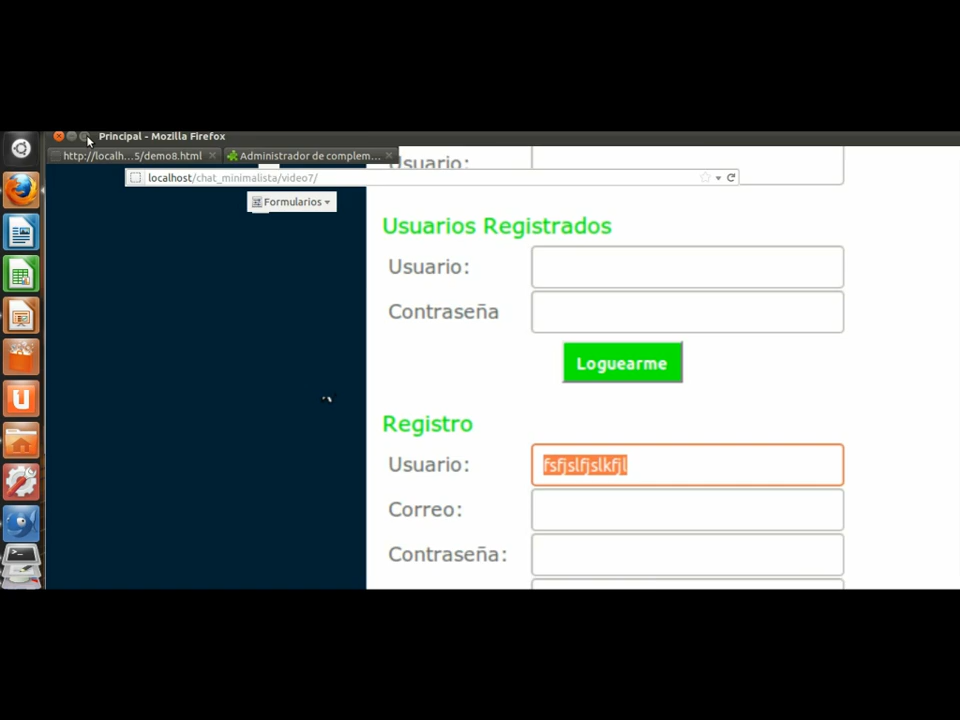 Principal - Mozilla Firefox
http://localh...5/demo8.html
Administrador de complem...
Usuario:
localhost/chat_minimalista/video7/
Formularios
Usuarios Registrados
Usuario:
Contraseña
Loguearme
Registro
Usuario: fsfjslfjslkfjl
Correo:
Contraseña: